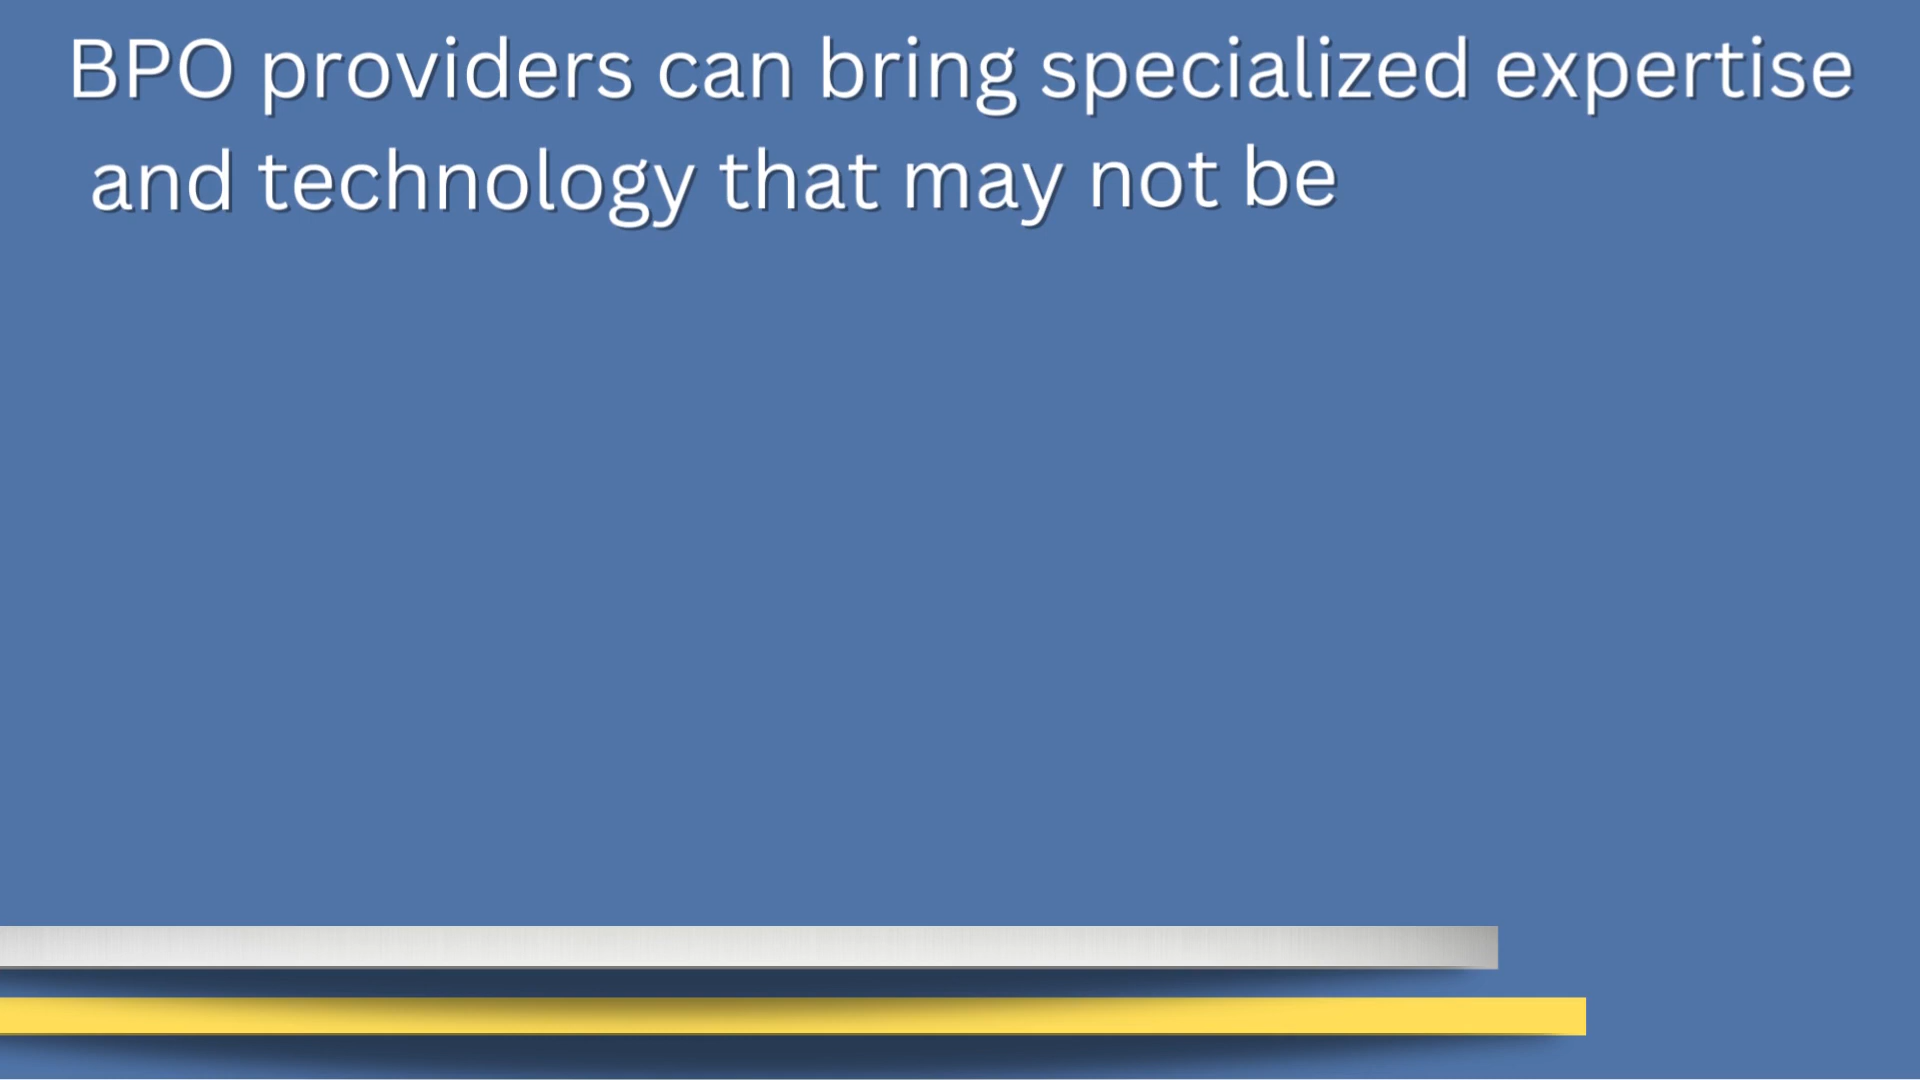 BPO providers can bring specialized expertise
and technology that may not be